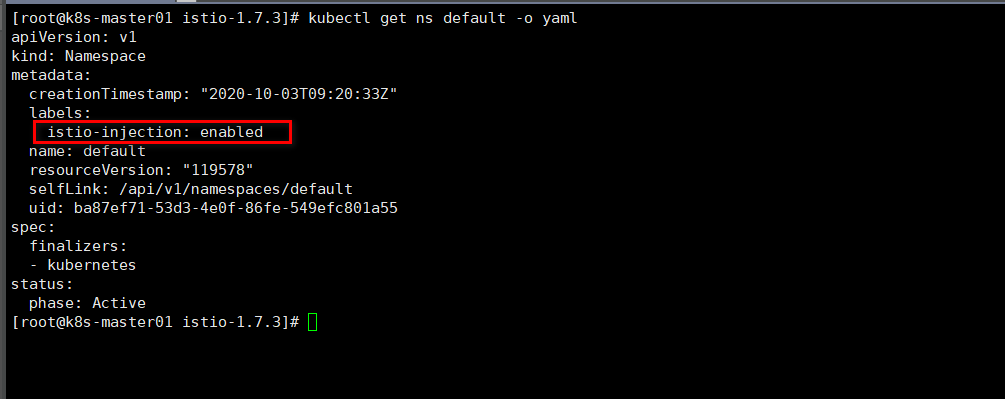 [root@k8s-master01 istio-1.7.3]# kubectl get ns default -o yaml
apiVersion: v1
kind: Namespace
metadata:
  creationTimestamp: "2020-10-03T09:20:33Z"
  labels:
    istio-injection: enabled
  name: default
  resourceVersion: "119578"
  selfLink: /api/v1/namespaces/default
  uid: ba87ef71-53d3-4e0f-86fe-549efc801a55
spec:
  finalizers:
  - kubernetes
status:
  phase: Active
[root@k8s-master01 istio-1.7.3]#